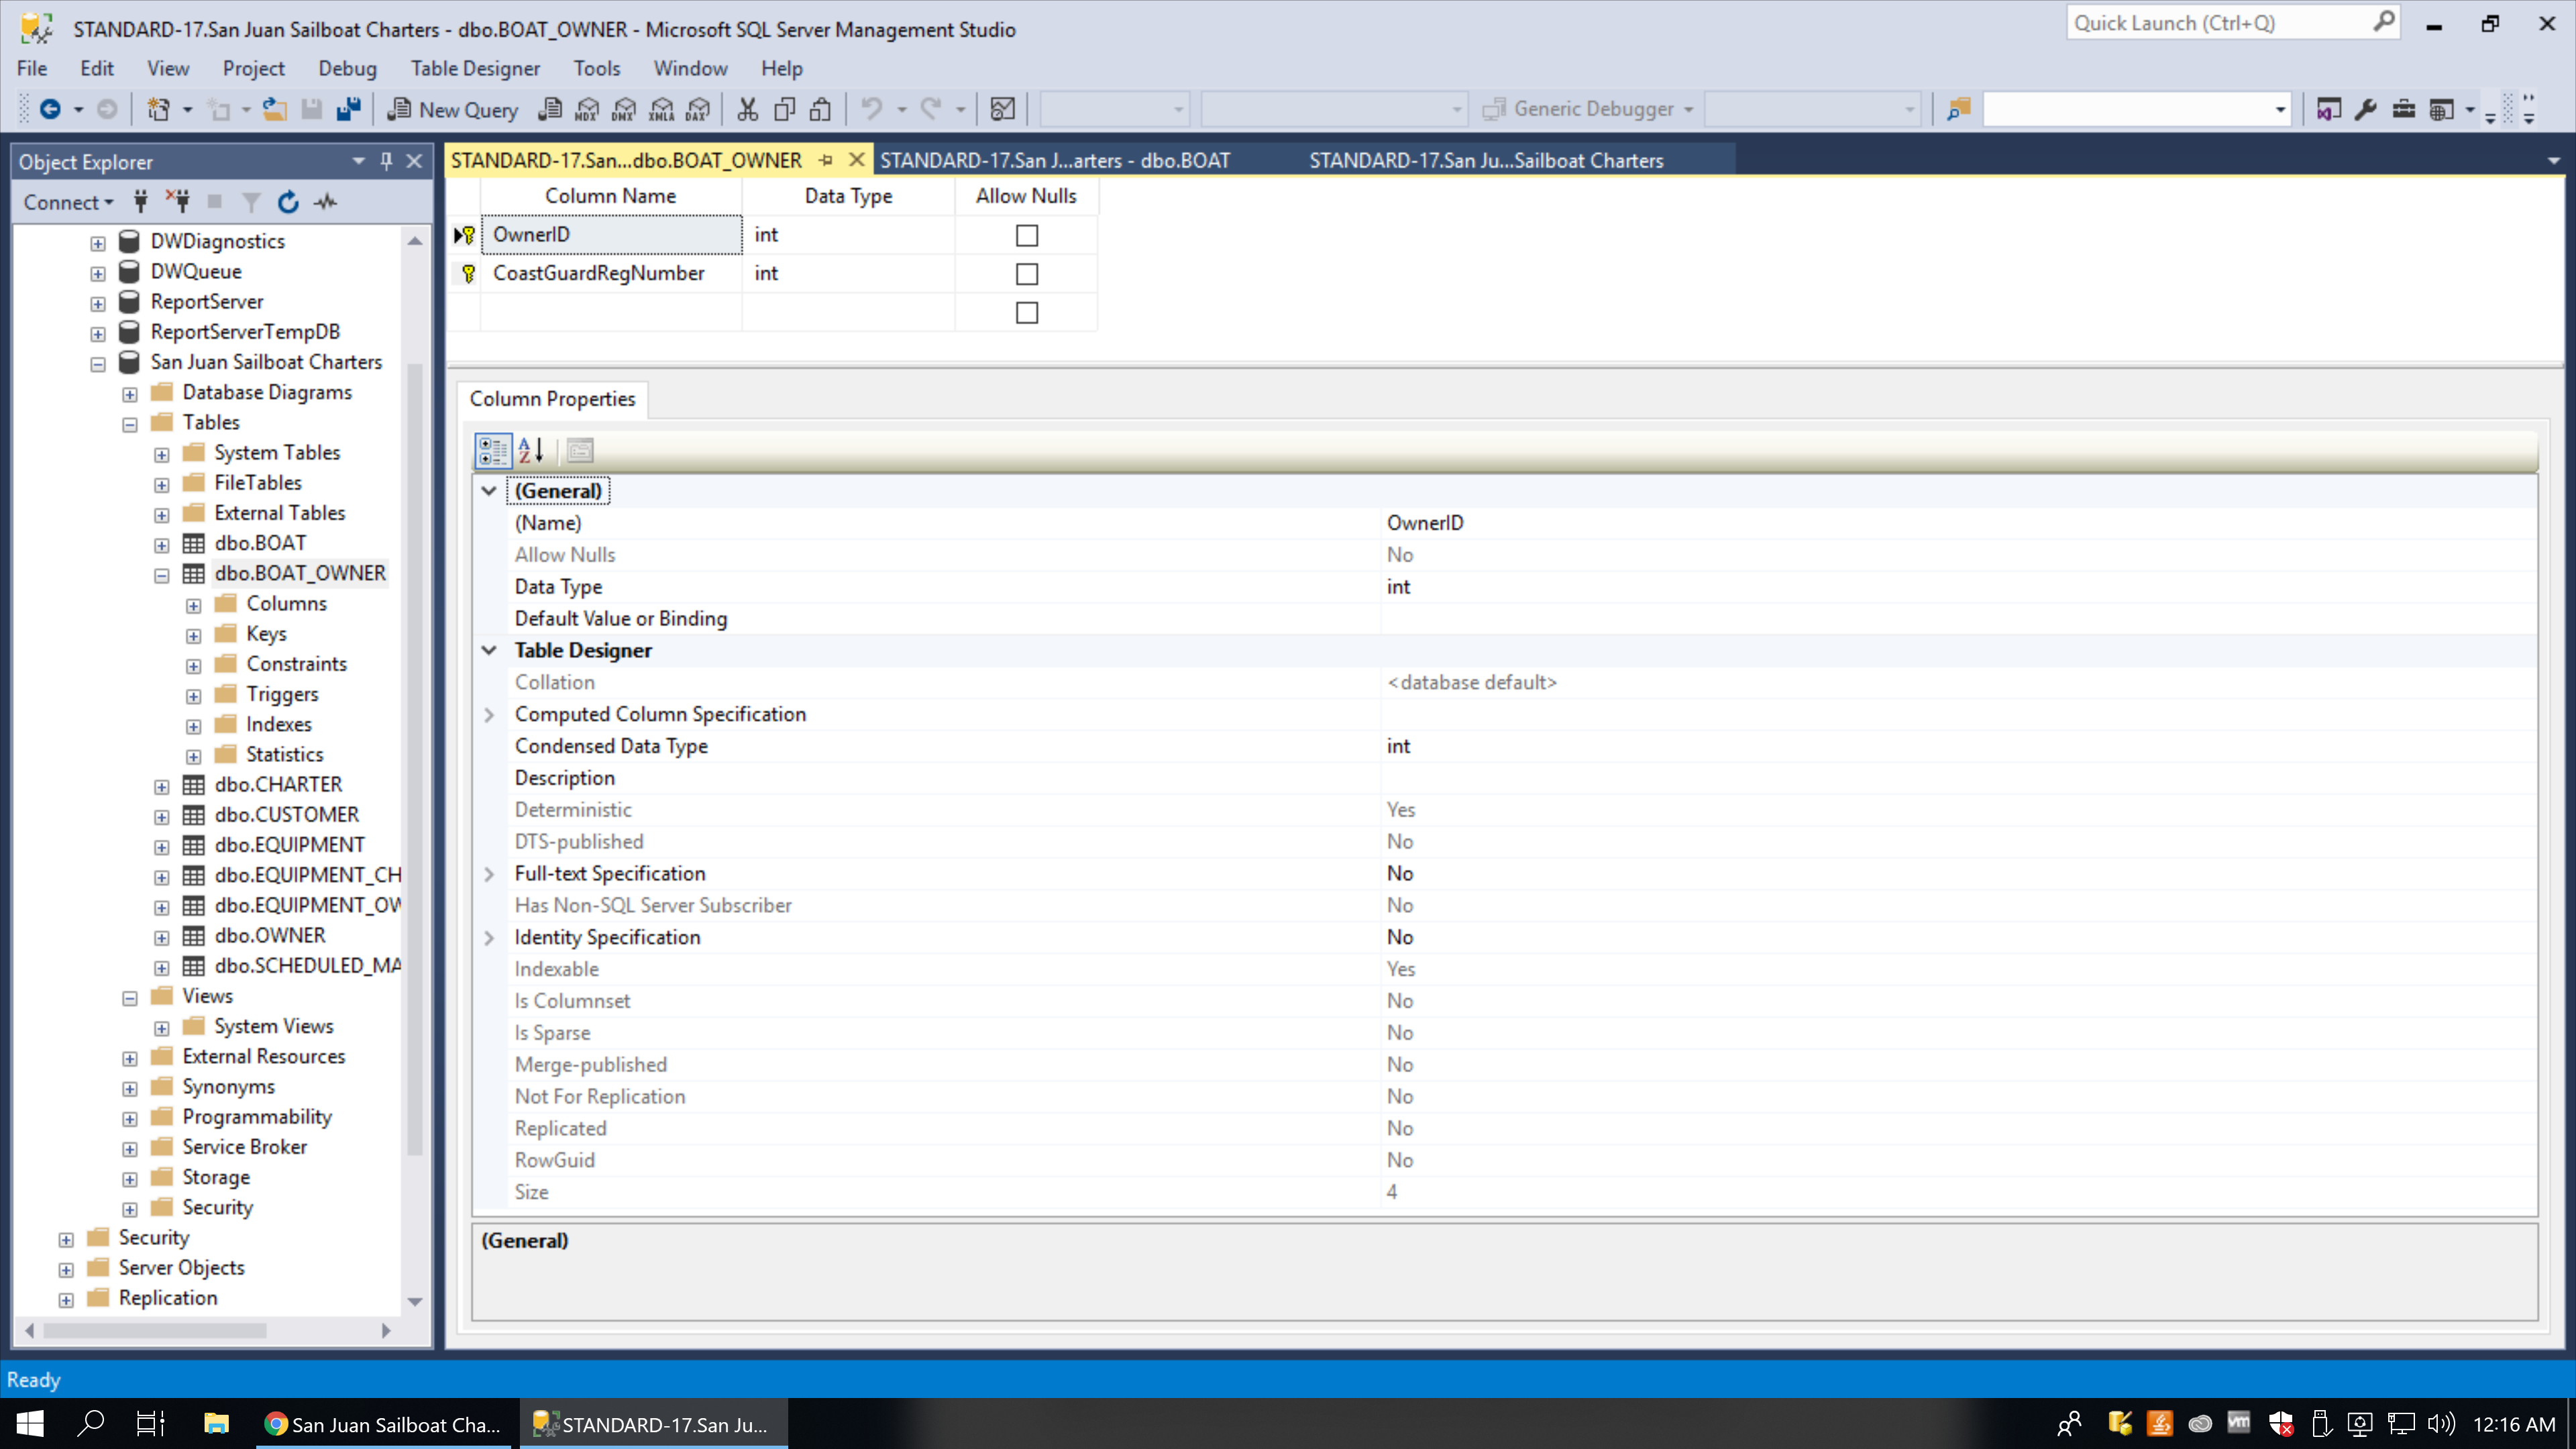 STANDARD-17.San Juan Sailboat Charters - dbo.BOAT_OWNER - Microsoft SQL Server Management Studio
Quick Launch (Ctrl+Q)
File Edit View Project Debug Table Designer Tools Window Help
New Query MDX DMX XMLA DAX Generic Debugger
Object Explorer
Connect
DWDiagnostics
DWQueue
ReportServer
ReportServerTempDB
San Juan Sailboat Charters
Database Diagrams
Tables
System Tables
FileTables
External Tables
dbo.BOAT
dbo.BOAT_OWNER
Columns
Keys
Constraints
Triggers
Indexes
Statistics
dbo.CHARTER
dbo.CUSTOMER
dbo.EQUIPMENT
dbo.EQUIPMENT_CH
dbo.EQUIPMENT_OW
dbo.OWNER
dbo.SCHEDULED_MA
Views
System Views
External Resources
Synonyms
Programmability
Service Broker
Storage
Security
Security
Server Objects
Replication
STANDARD-17.San...dbo.BOAT_OWNER STANDARD-17.San J...arters - dbo.BOAT STANDARD-17.San Ju...Sailboat Charters
Column Name Data Type Allow Nulls
OwnerID int
CoastGuardRegNumber int
Column Properties
(General)
(Name) OwnerID
Allow Nulls No
Data Type int
Default Value or Binding
Table Designer
Collation <database default>
Computed Column Specification
Condensed Data Type int
Description
Deterministic Yes
DTS-published No
Full-text Specification No
Has Non-SQL Server Subscriber No
Identity Specification No
Indexable Yes
Is Columnset No
Is Sparse No
Merge-published No
Not For Replication No
Replicated No
RowGuid No
Size 4
(General)
Ready
San Juan Sailboat Cha... STANDARD-17.San Ju... vm 12:16 AM